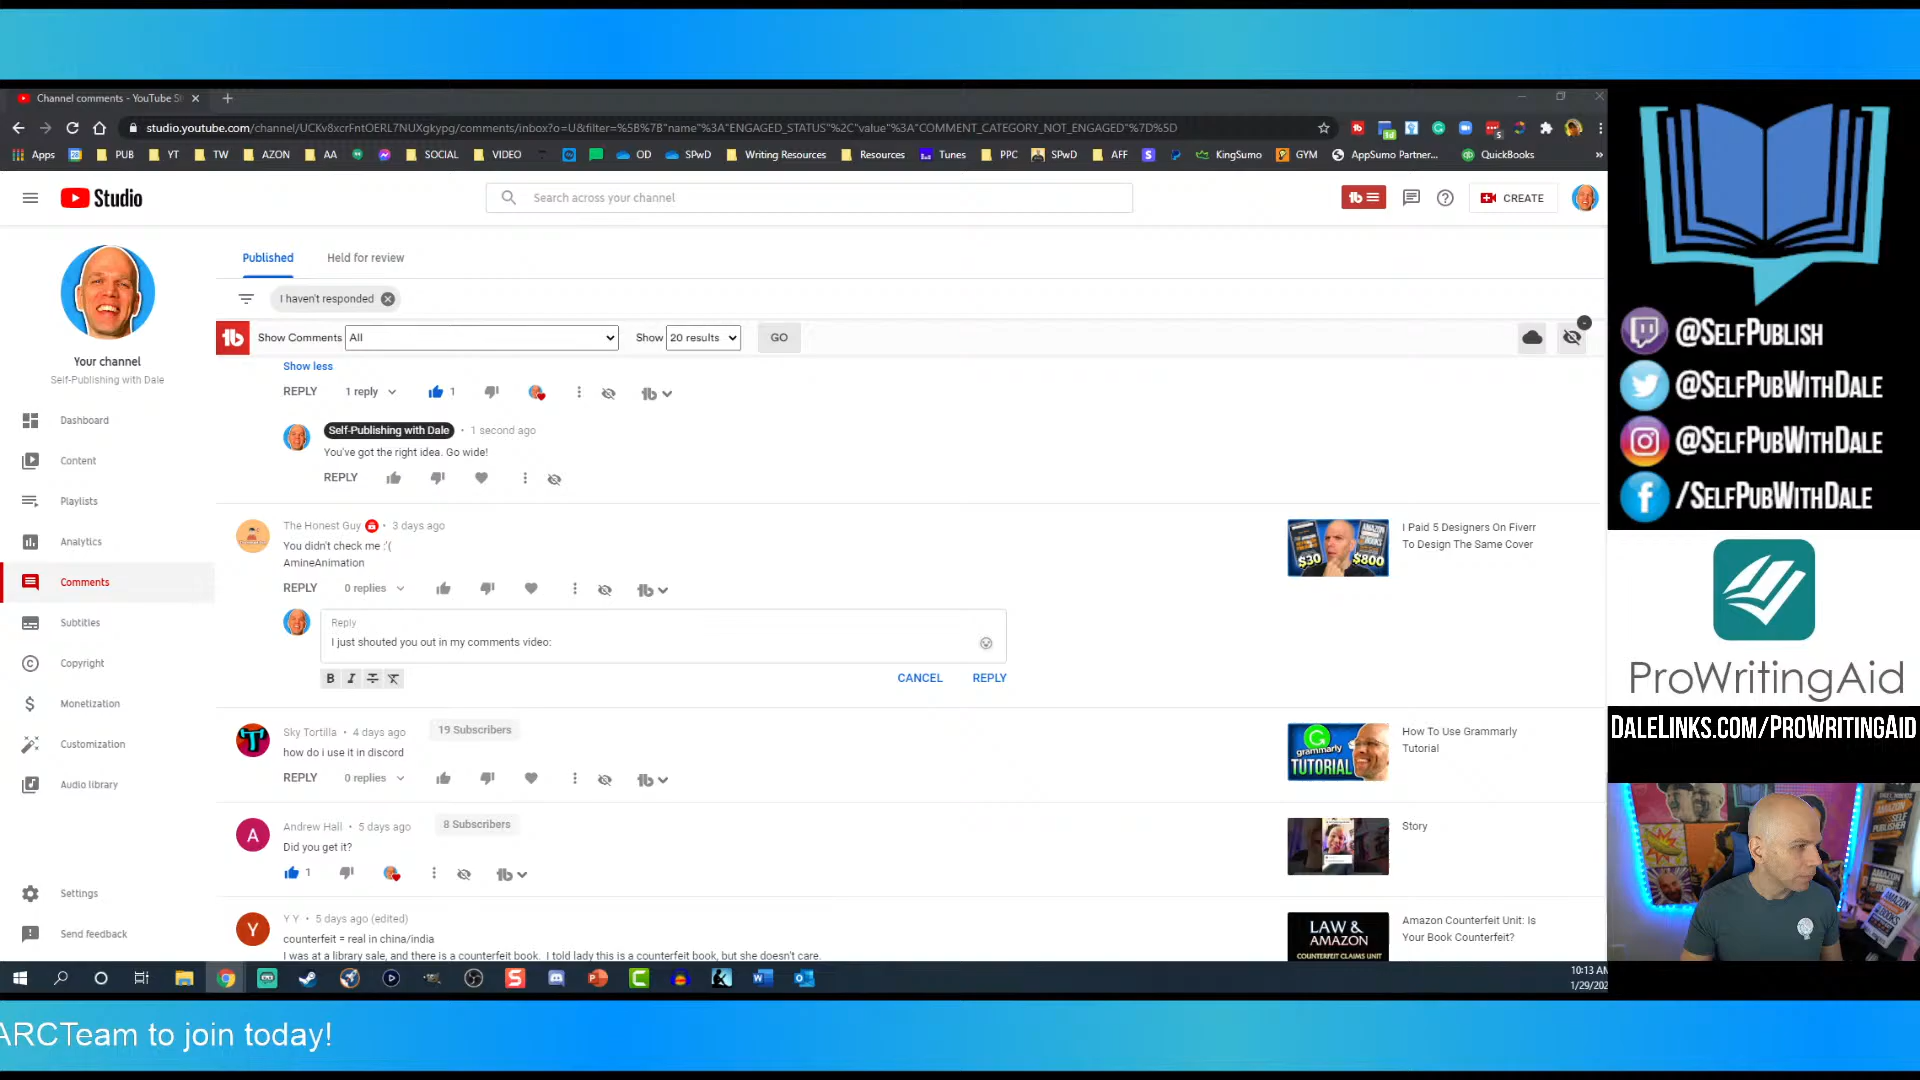 Channel comments - YouTube St
studio.youtube.com/channel/UCKv8xcrFntOERL7NUXgkypg/comments/inbox?o=U&filter=%5B%7B"name"%3A"ENGAGED_STATUS"%2C"value"%3A"COMMENT_CATEGORY_NOT_ENGAGED"%7D%5D
Apps PUB YT TW AZON AA SOCIAL VIDEO OD SPwD Writing Resources Resources Tunes PPC SPwD AFF KingSumo GYM AppSumo Partner... QuickBooks »
Studio
Search across your channel
CREATE
Your channel
Self-Publishing with Dale
Dashboard
Content
Playlists
Analytics
Comments
Subtitles
Copyright
Monetization
Customization
Audio library
Settings
Send feedback
Published Held for review
I haven't responded
Show Comments All Show 20 results GO
Show less
REPLY 1 reply 1
Self-Publishing with Dale • 1 second ago
You've got the right idea. Go wide!
REPLY
The Honest Guy • 3 days ago
You didn't check me :'(
AmineAnimation
REPLY 0 replies
I Paid 5 Designers On Fiverr
To Design The Same Cover
$30 $800
Reply
I just shouted you out in my comments video:
B I
CANCEL REPLY
Sky Tortilla • 4 days ago 19 Subscribers
how do i use it in discord
REPLY 0 replies
How To Use Grammarly
Tutorial
grammarly
TUTORIAL
A
Andrew Hall • 5 days ago 8 Subscribers
Did you get it?
1
Story
Y
Y Y • 5 days ago (edited)
counterfeit = real in china/india
I was at a library sale, and there is a counterfeit book. I told lady this is a counterfeit book, but she doesn't care.
Amazon Counterfeit Unit: Is
Your Book Counterfeit?
LAW &
AMAZON
COUNTERFEIT CLAIMS UNIT
10:13 AM
1/29/202
@SELFPUBLISH
@SELFPUBWITHDALE
@SELFPUBWITHDALE
/SELFPUBWITHDALE
ProWritingAid
DALELINKS.COM/PROWRITINGAID
ARCTeam to join today!